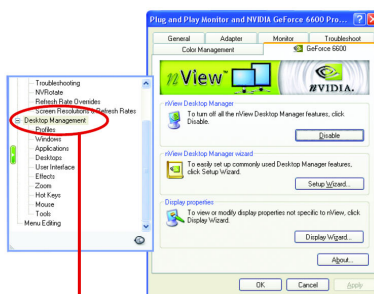 Plug and Play Monitor and NVIDIA GeForce 6600 Pro...
General
Adapter
Monitor
Troubleshoot
Color Management
GeForce 6600
nView
NVIDIA.
nView Desktop Manager
To turn off all the nView Desktop Manager features, click
Disable.
Disable
nView Desktop Manager wizard
To easily set up commonly used Desktop Manager features,
click Setup Wizard.
Setup Wizard...
Display properties
To view or modify display properties not specific to nView, click
Display Wizard.
Display Wizard...
About...
OK
Cancel
Apply
Troubleshooting
NVRotate
Refresh Rate Overrides
Screen Resolutions & Refresh Rates
Desktop Management
Profiles
Windows
Applications
Desktops
User Interface
Effects
Zoom
Hot Keys
Mouse
Tools
Menu Editing